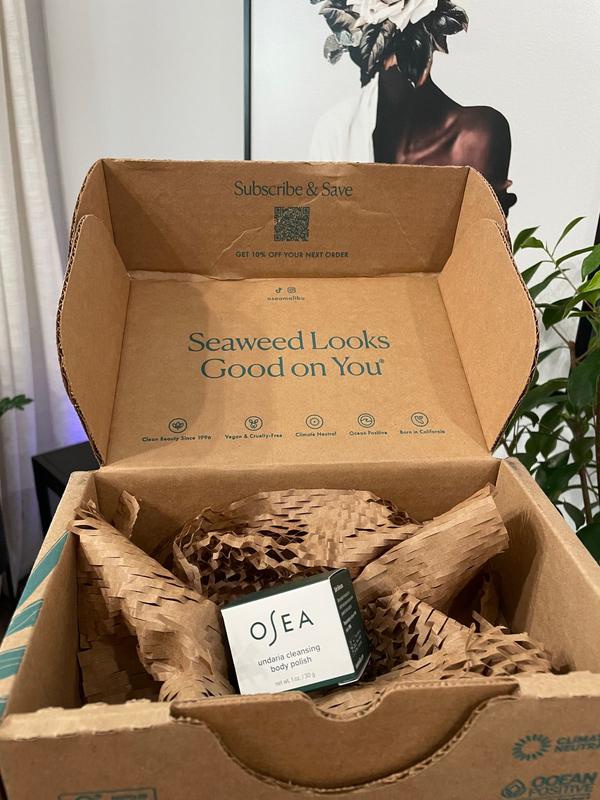 Subscribe & Save
GET 10% OFF YOUR NEXT ORDER
oseamalibu
Seaweed Looks
Good on You®
Clean Beauty Since 1996
Vegan & Cruelty-Free
Climate Neutral
Ocean Positive
Born in California
OSEA
undaria cleansing
body polish
net wt. 1 oz. / 30 g
CLIMA
NEUTRA
OCEAN
POSITIVE